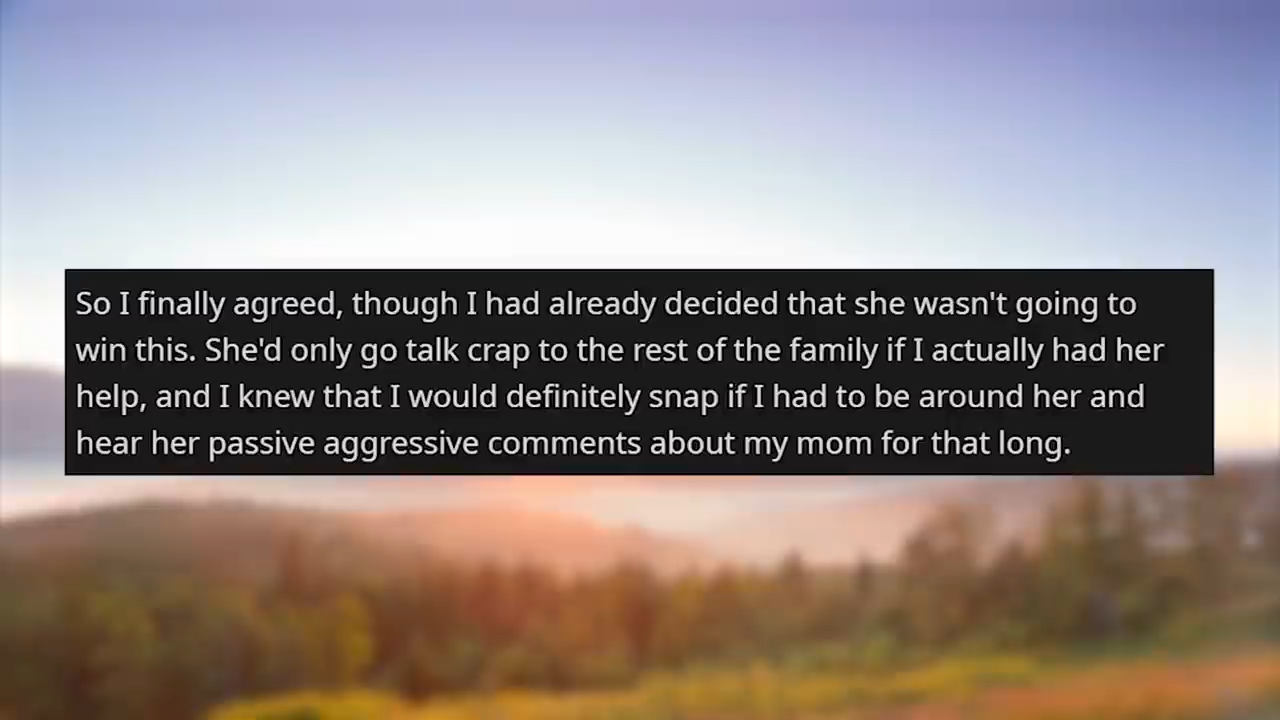 So I finally agreed, though I had already decided that she wasn't going to
win this. She'd only go talk crap to the rest of the family if I actually had her
help, and I knew that I would definitely snap if I had to be around her and
hear her passive aggressive comments about my mom for that long.